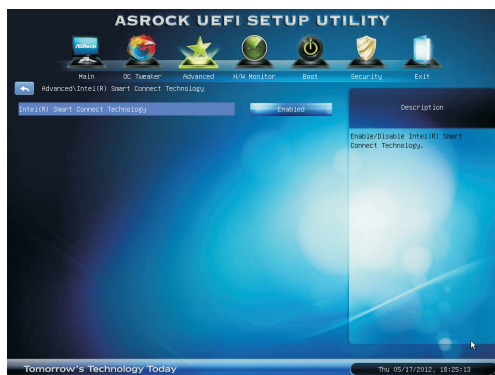 ASROCK UEFI SETUP UTILITY
ASRock
Main OC Tweaker Advanced H/W Monitor Boot Security Exit
Advanced\Intel(R) Smart Connect Technology
Intel(R) Smart Connect Technology Enabled
Description
Enable/Disable Intel(R) Smart
Connect Technology.
Tomorrow's Technology Today
Thu 05/17/2012, 18:25:13